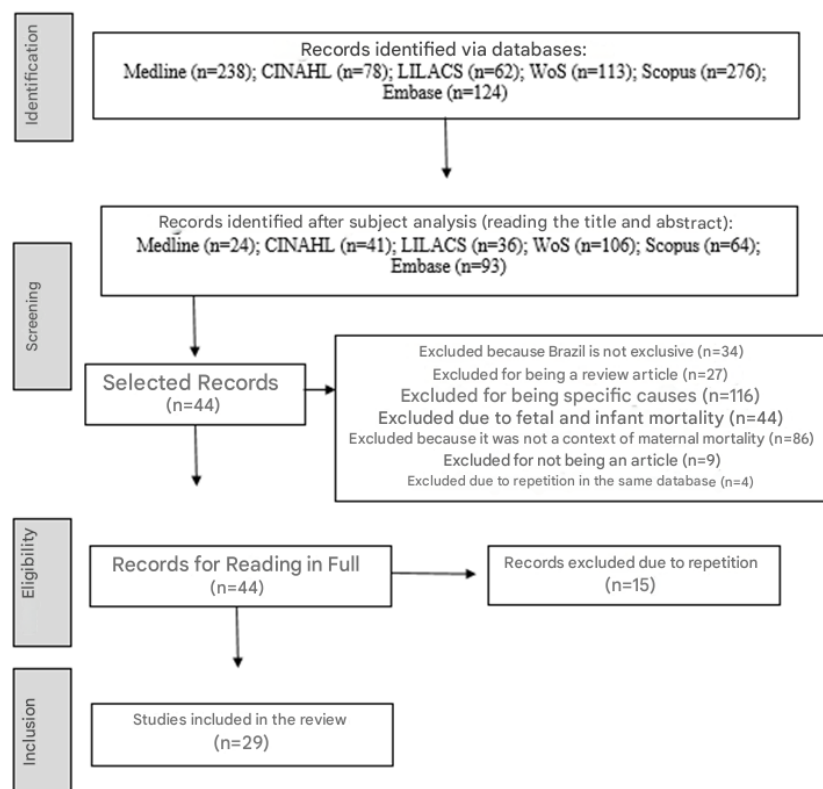 Identification
Records identified via databases:
Medline (n=238); CINAHL (n=78); LILACS (n=62); WoS (n=113); Scopus (n=276);
Embase (n=124)
Screening
Records identified after subject analysis (reading the title and abstract):
Medline (n=24); CINAHL (n=41); LILACS (n=36); WoS (n=106); Scopus (n=64);
Embase (n=93)
Selected Records
(n=44)
Excluded because Brazil is not exclusive (n=34)
Excluded for being a review article (n=27)
Excluded for being specific causes (n=116)
Excluded due to fetal and infant mortality (n=44)
Excluded because it was not a context of maternal mortality (n=86)
Excluded for not being an article (n=9)
Excluded due to repetition in the same database (n=4)
Eligibility
Records for Reading in Full
(n=44)
Records excluded due to repetition
(n=15)
Inclusion
Studies included in the review
(n=29)